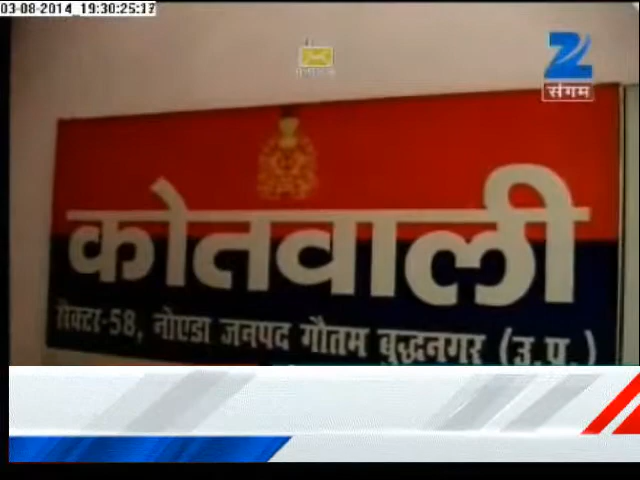 03-08-2014_19:30:25:17
संगम
कोतवाली
सैक्टर-58, नोएडा जनपद गौतम बुद्धनगर (उ.प्र.)